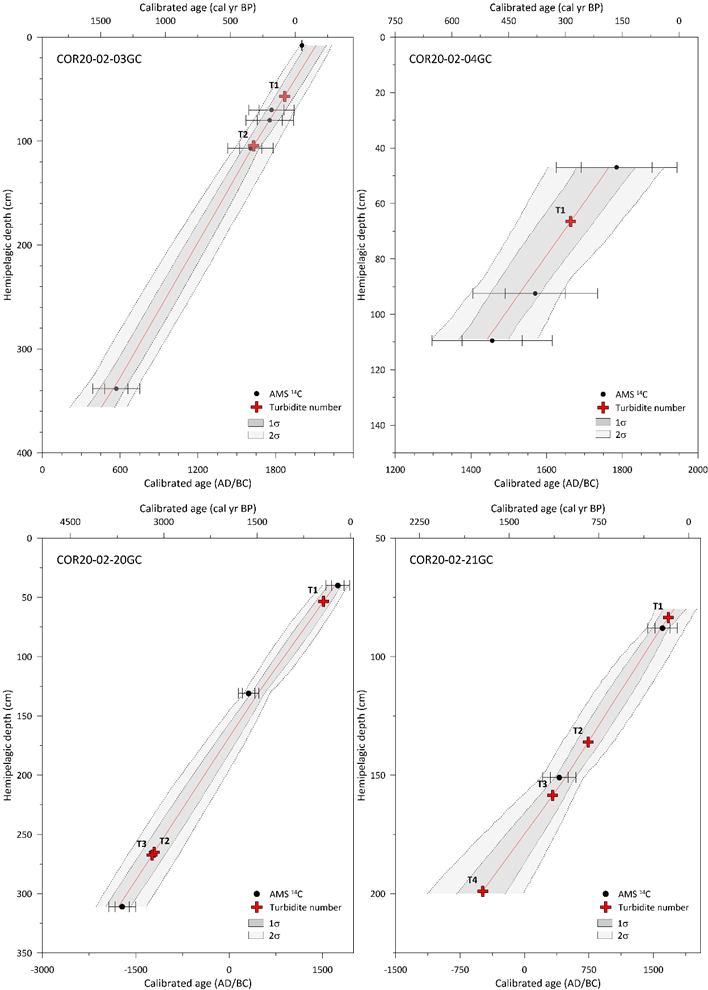 Calibrated age (cal yr BP)
1500 1000 500 0
COR20-02-03GC
T1
T2
0
100
200
300
400
Hemipelagic depth (cm)
AMS ¹⁴C
Turbidite number
1σ
2σ
0 600 1200 1800 2400
Calibrated age (AD/BC)
Calibrated age (cal yr BP)
750 600 450 300 150 0
COR20-02-04GC
T1
0
20
40
60
80
100
120
140
Hemipelagic depth (cm)
AMS ¹⁴C
Turbidite number
1σ
2σ
1200 1400 1600 1800 2000
Calibrated age (AD/BC)
Calibrated age (cal yr BP)
4500 3000 1500 0
COR20-02-20GC
T1
T3 T2
0
50
100
150
200
250
300
350
Hemipelagic depth (cm)
AMS ¹⁴C
Turbidite number
1σ
2σ
-3000 -1500 0 1500
Calibrated age (AD/BC)
Calibrated age (cal yr BP)
2250 1500 750 0
COR20-02-21GC
T1
T2
T3
T4
50
100
150
200
Hemipelagic depth (cm)
AMS ¹⁴C
Turbidite number
1σ
2σ
-1500 -750 0 750 1500
Calibrated age (AD/BC)